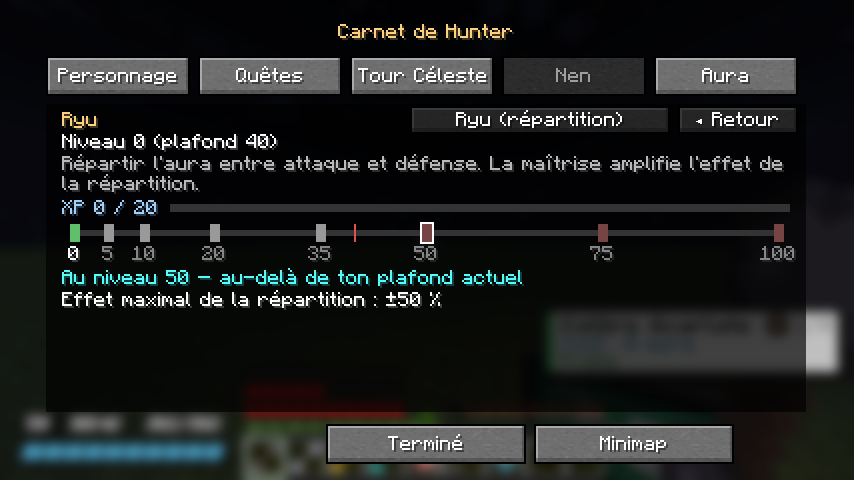 Carnet de Hunter
Personnage Quêtes Tour Céleste Nen Aura
Ryu Ryu (répartition) ◂ Retour
Niveau 0 (plafond 40)
Répartir l'aura entre attaque et défense. La maîtrise amplifie l'effet de
la répartition.
XP 0 / 20
0 5 10 20 35 50 75 100
Au niveau 50 — au-delà de ton plafond actuel
Effet maximal de la répartition : ±50 %
Terminé Minimap